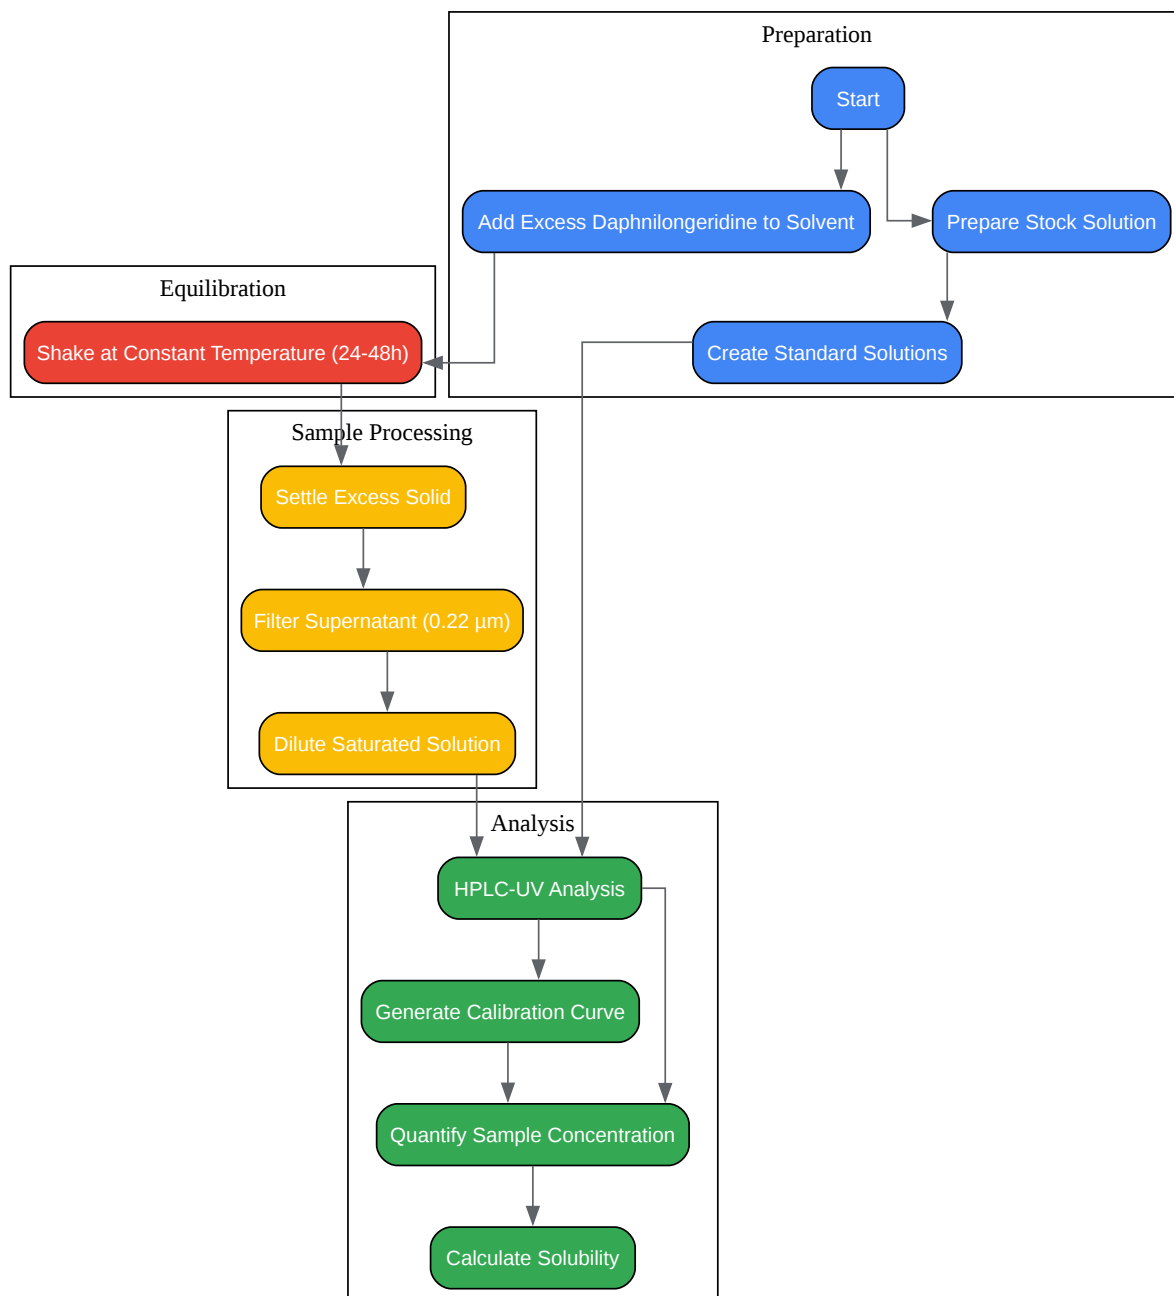 Preparation
Start
Add Excess Daphnilongeridine to Solvent
Prepare Stock Solution
Equilibration
Shake at Constant Temperature (24-48h)
Create Standard Solutions
Sample Processing
Settle Excess Solid
Filter Supernatant (0.22 µm)
Dilute Saturated Solution
Analysis
HPLC-UV Analysis
Generate Calibration Curve
Quantify Sample Concentration
Calculate Solubility